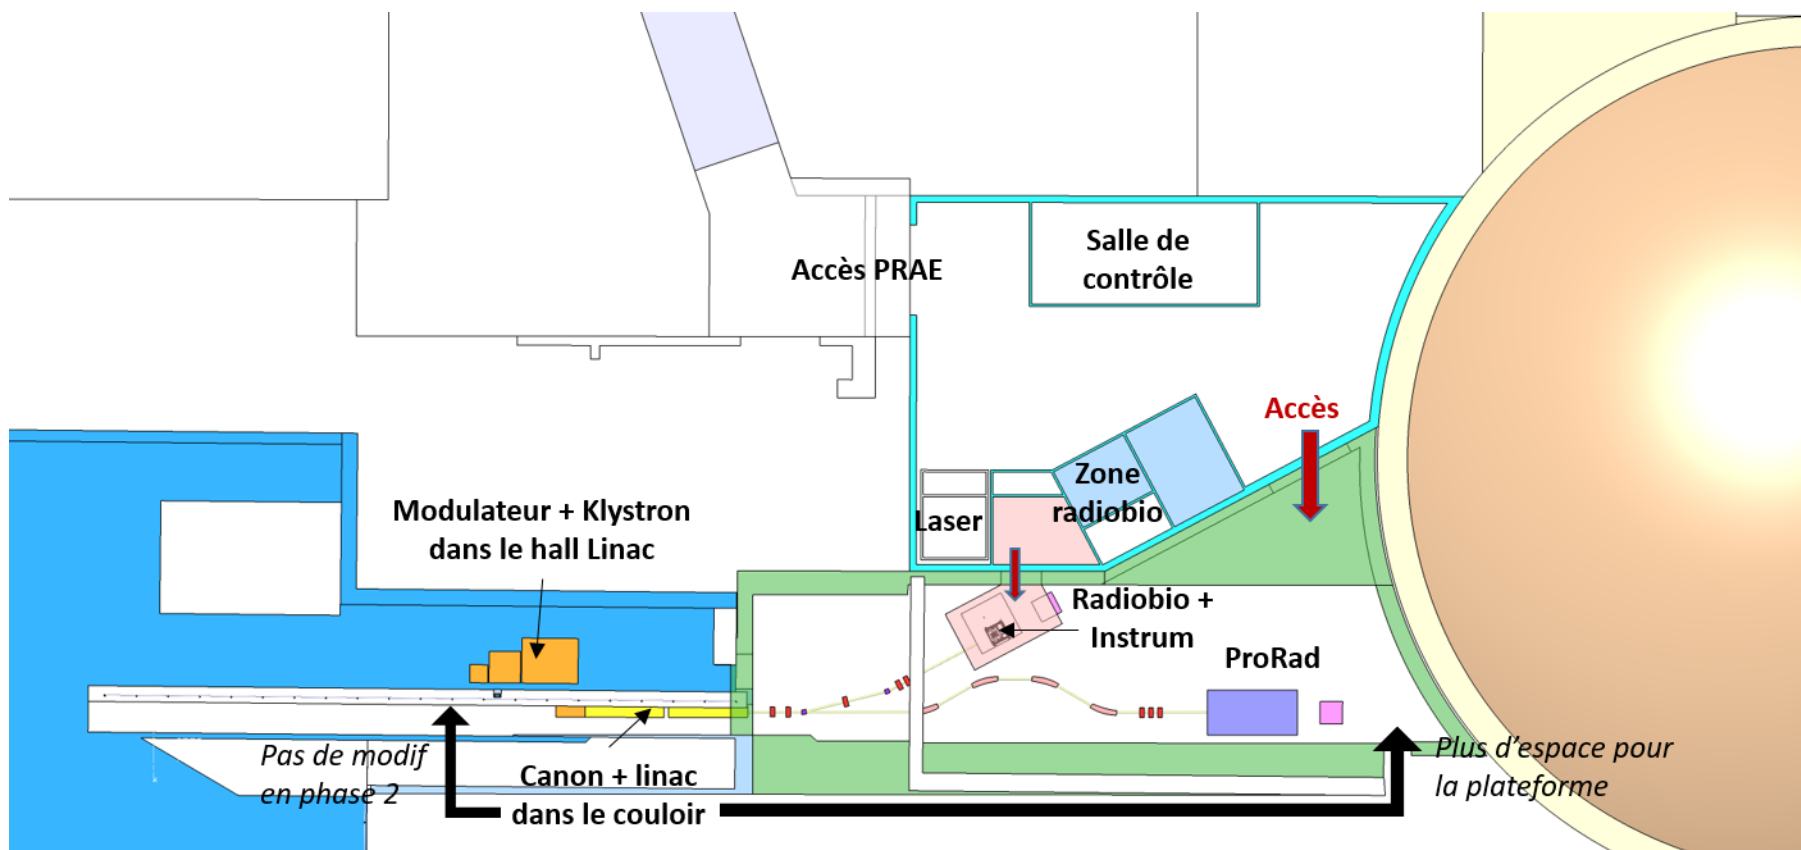 Salle de
contrôle
Accès PRAE
Accès
Zone
radiobio
Laser
Modulateur + Klystron
dans le hall Linac
Radiobio +
Instrum
ProRad
Pas de modif
en phase 2
Canon + linac
dans le couloir
Plus d’espace pour
la plateforme